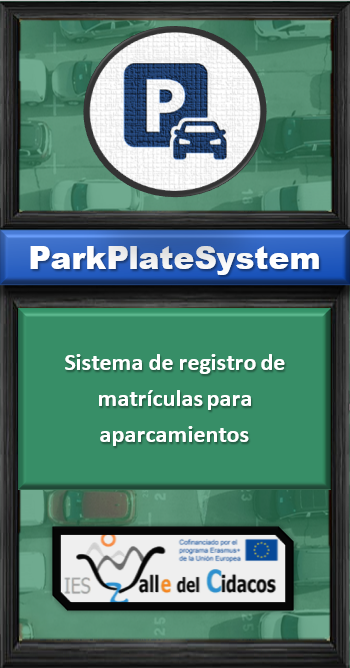 P
ParkPlateSystem
Sistema de registro de
matrículas para
aparcamientos
Cofinanciado por el
programa Erasmus+
de la Unión Europea
IES Valle del Cidacos
25